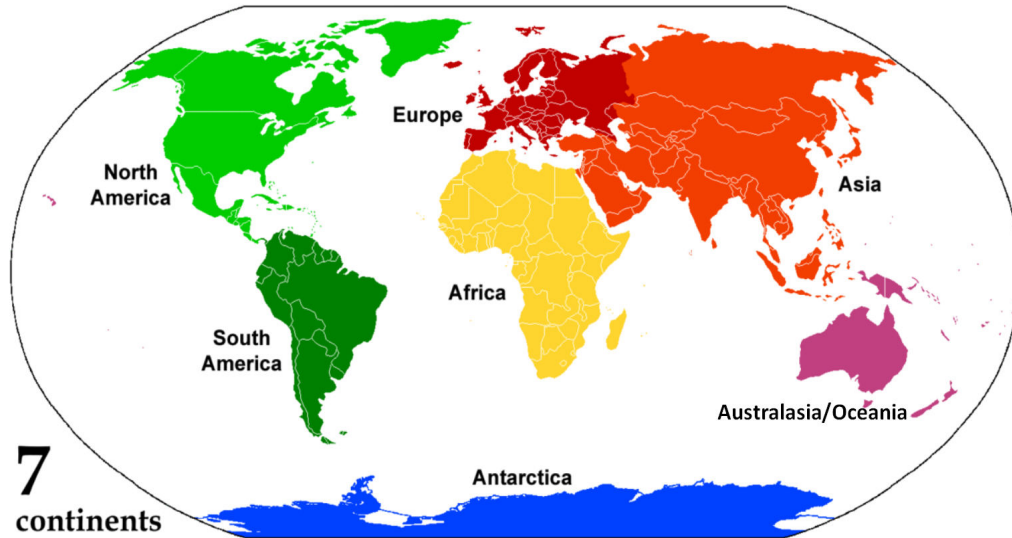 Europe
North
America
Asia
Africa
South
America
Australasia/Oceania
Antarctica
7
continents